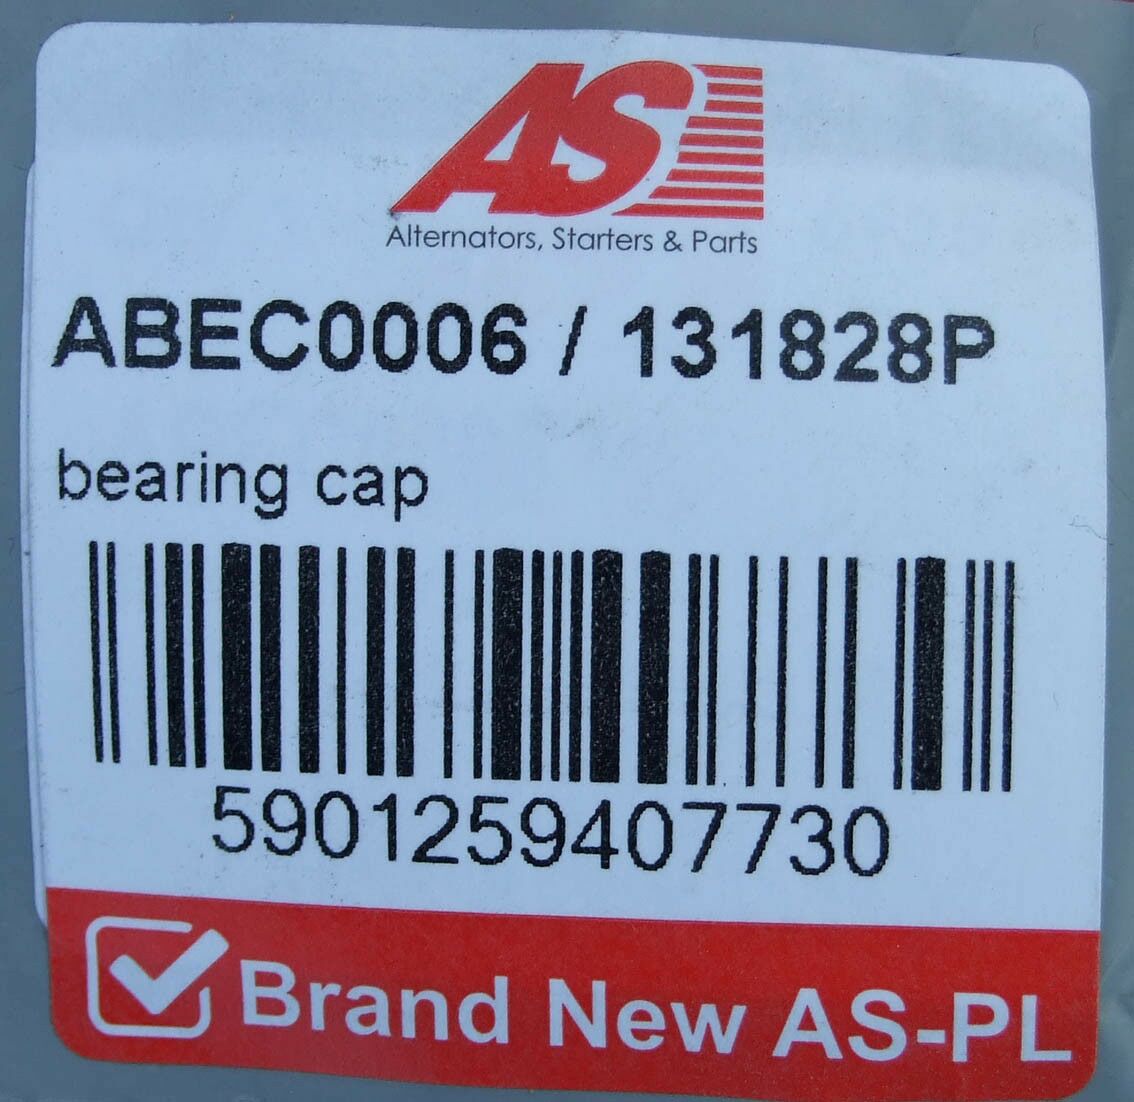 AS
Alternators, Starters & Parts
ABEC0006 / 131828P
bearing cap
5901259407730
Brand New AS-PL